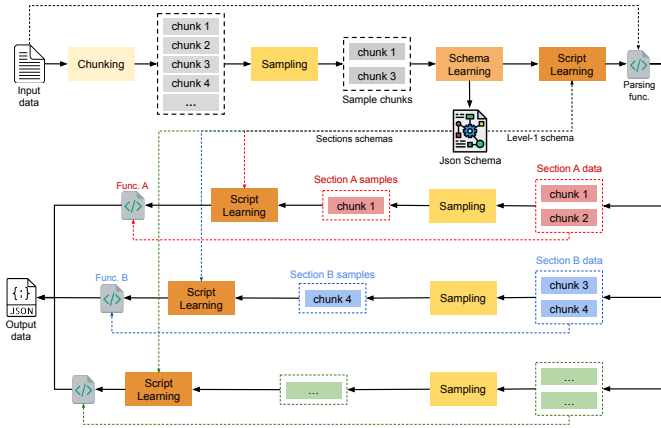 Input
data
Chunking
chunk 1
chunk 2
chunk 3
chunk 4
...
Sampling
chunk 1
chunk 3
Sample chunks
Schema
Learning
Script
Learning
</>
Parsing
func.
Json Schema
Sections schemas
Level-1 schema
Func. A
</>
Script
Learning
Section A samples
chunk 1
Sampling
Section A data
chunk 1
chunk 2
Func. B
</>
Script
Learning
Section B samples
chunk 4
Sampling
Section B data
chunk 3
chunk 4
{;}
JSON
Output
data
</>
Script
Learning
...
Sampling
...
...